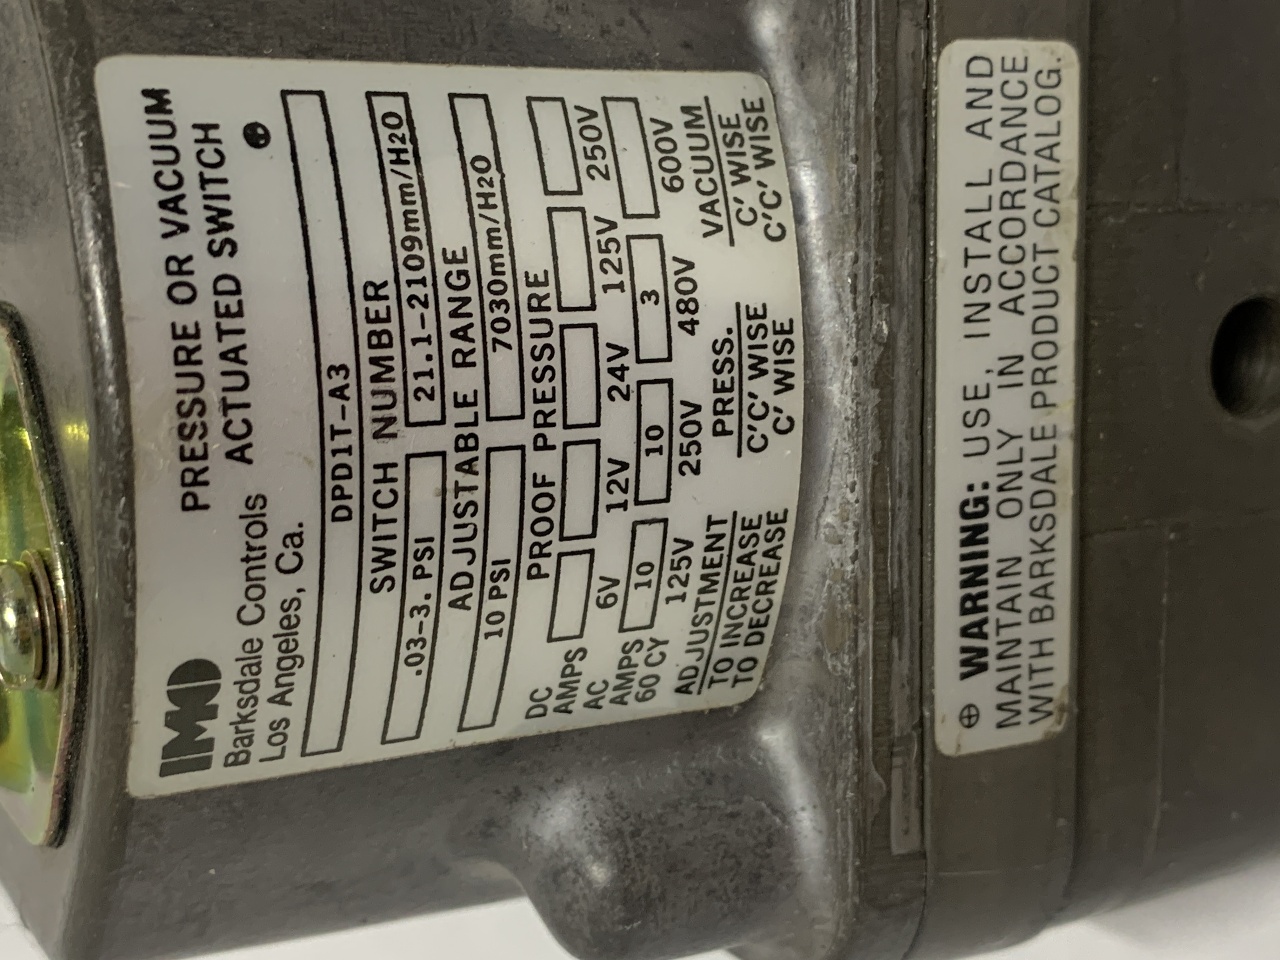 IMO
PRESSURE OR VACUUM
ACTUATED SWITCH
Barksdale Controls
Los Angeles, Ca.
DPD1T-A3
SWITCH NUMBER
.03-3. PSI 21.1-2109mm/H2O
ADJUSTABLE RANGE
10 PSI 7030mm/H2O
PROOF PRESSURE
DC
AMPS
6V 12V 24V 125V 250V
AC
AMPS 10 10 3
60 CY 125V 250V 480V 600V
ADJUSTMENT PRESS. VACUUM
TO INCREASE C'C' WISE C' WISE
TO DECREASE C' WISE C'C' WISE
⊕ WARNING: USE, INSTALL AND
MAINTAIN ONLY IN ACCORDANCE
WITH BARKSDALE PRODUCT CATALOG.